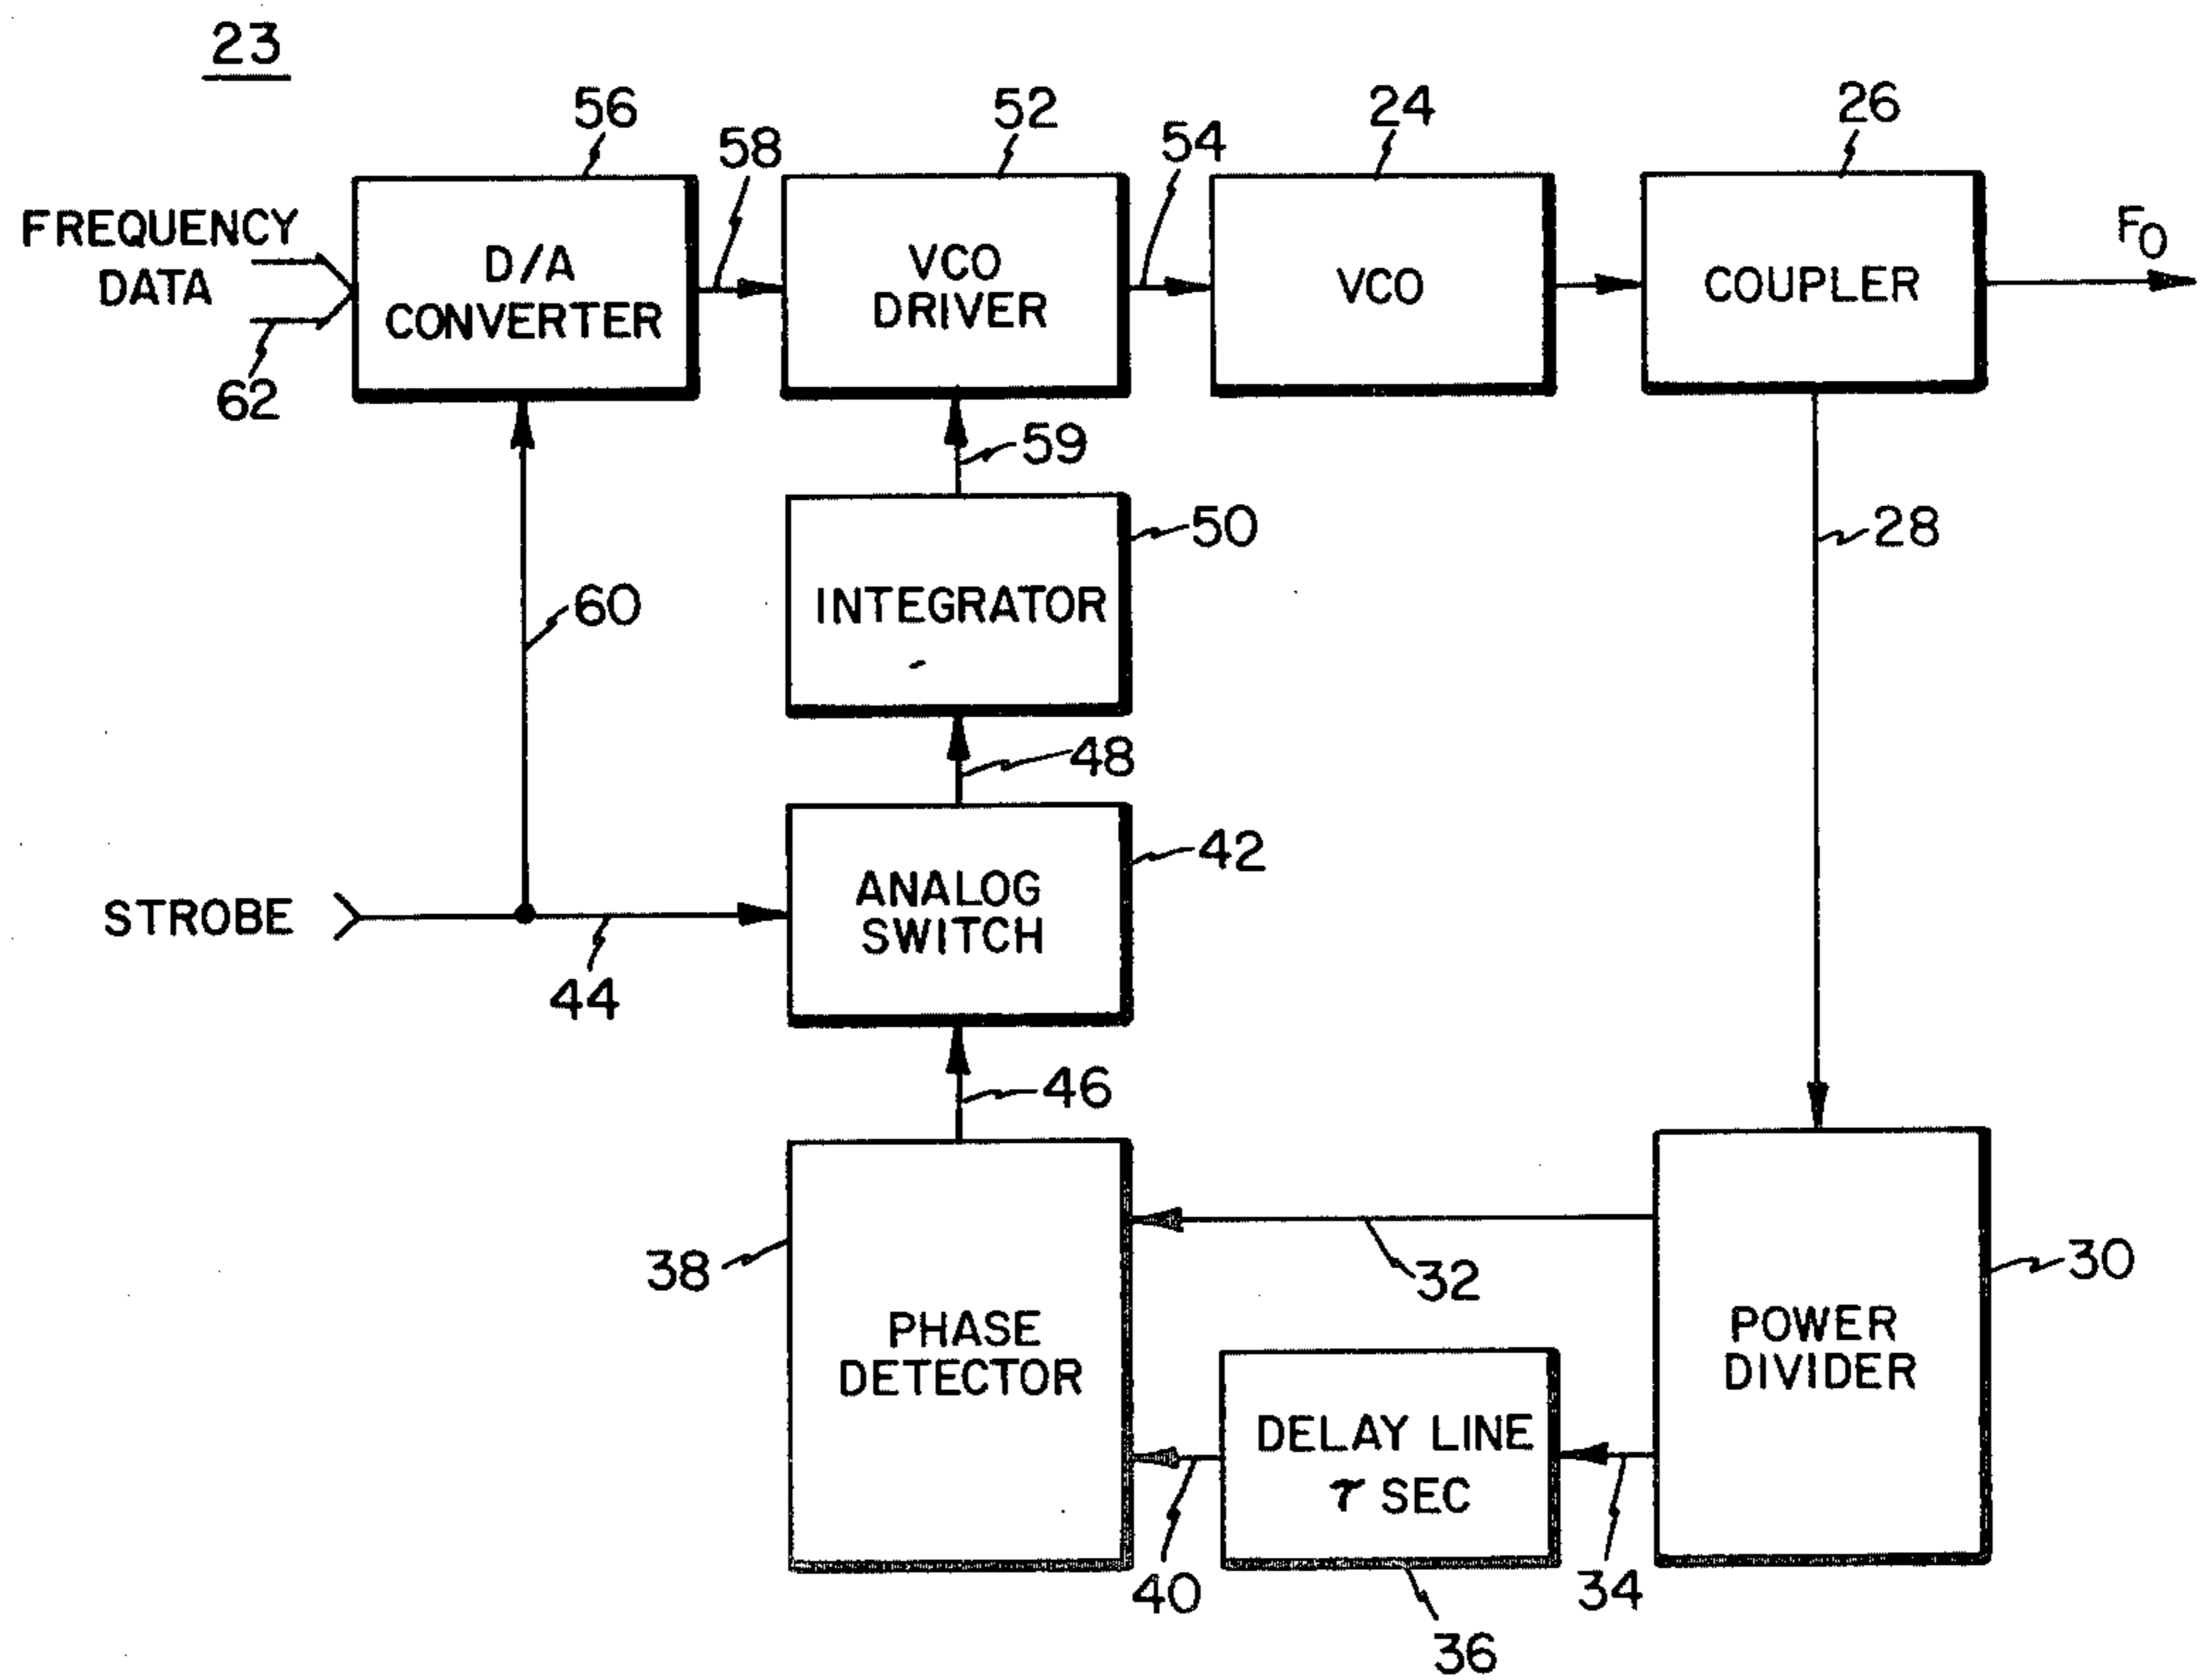 23
56
58
52
54
24
26
FREQUENCY
DATA
62
D/A
CONVERTER
VCO
DRIVER
VCO
COUPLER
FO
59
50
INTEGRATOR
28
60
48
STROBE
44
ANALOG
SWITCH
42
46
38
PHASE
DETECTOR
32
30
POWER
DIVIDER
DELAY LINE
τ SEC
40
34
36